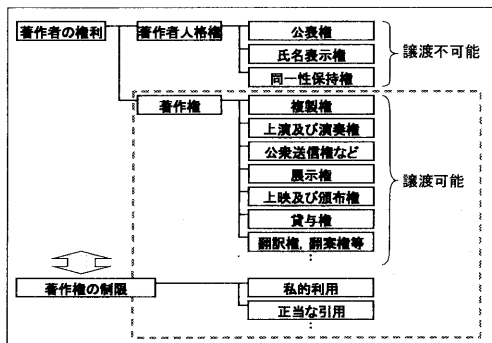 著作者の権利
著作者人格権
公表権
氏名表示権
同一性保持権
譲渡不可能
著作権
複製権
上演及び演奏権
公衆送信権など
展示権
上映及び頒布権
貸与権
翻訳権，翻案権等
⋮
譲渡可能
著作権の制限
私的利用
正当な引用
⋮